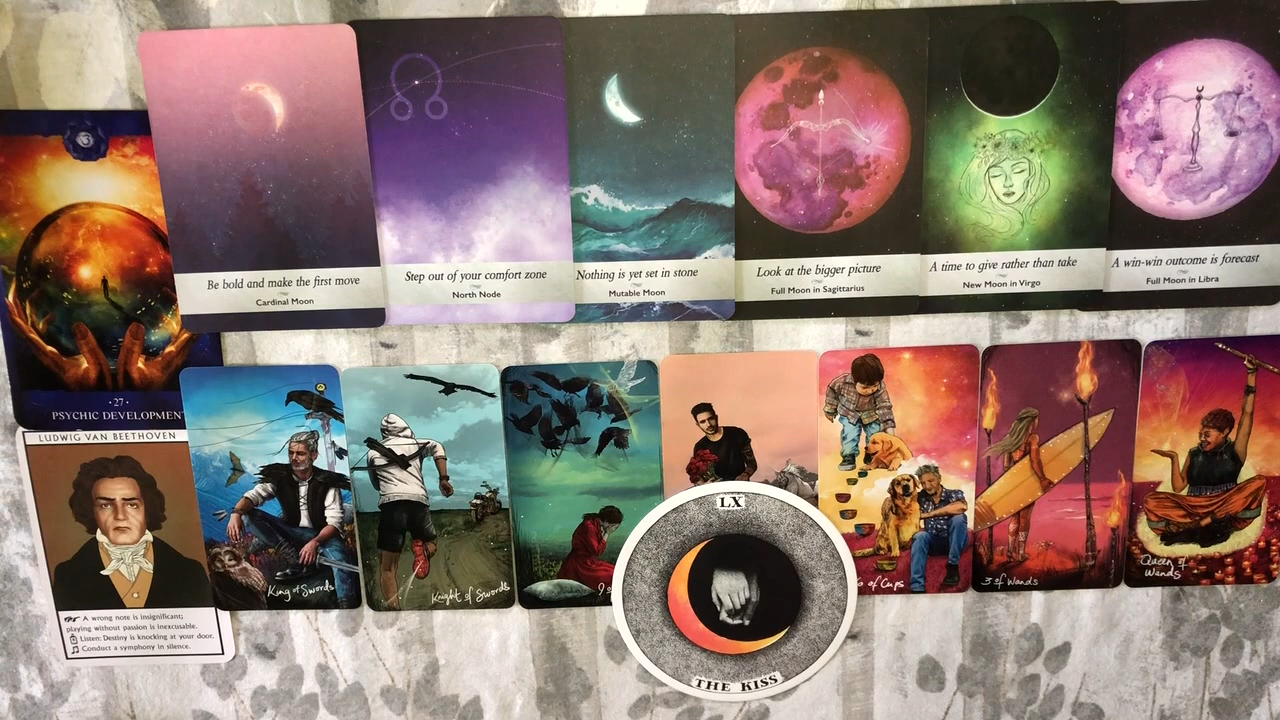 Be bold and make the first move
Cardinal Moon
Step out of your comfort zone
North Node
Nothing is yet set in stone
Mutable Moon
Look at the bigger picture
Full Moon in Sagittarius
A time to give rather than take
New Moon in Virgo
A win-win outcome is forecast
Full Moon in Libra
·27·
PSYCHIC DEVELOPMENT
LUDWIG VAN BEETHOVEN
A wrong note is insignificant;
playing without passion is inexcusable.
Listen: Destiny is knocking at your door.
Conduct a symphony in silence.
King of Swords
Knight of Swords
9
LX
THE KISS
of Cups
3 of Wands
Queen of
Wands